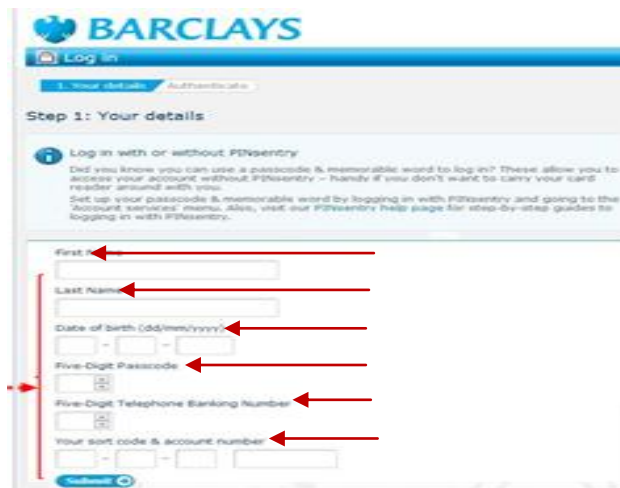 BARCLAYS
Log in
1. Your details Authenticate
Step 1: Your details
Log in with or without PINsentry
Did you know you can use a passcode & memorable word to log in? These allow you to
access your account without PINsentry – handy if you don't want to carry your card
reader around with you.
Set up your passcode & memorable word by logging in with PINsentry and going to the
'Account services' menu. Also, visit our PINsentry help page for step-by-step guides to
logging in with PINsentry.
First
Last Name
Date of birth (dd/mm/yyyy)
- -
Five-Digit Passcode
Five-Digit Telephone Banking Number
Your sort code & account number
- -
Submit